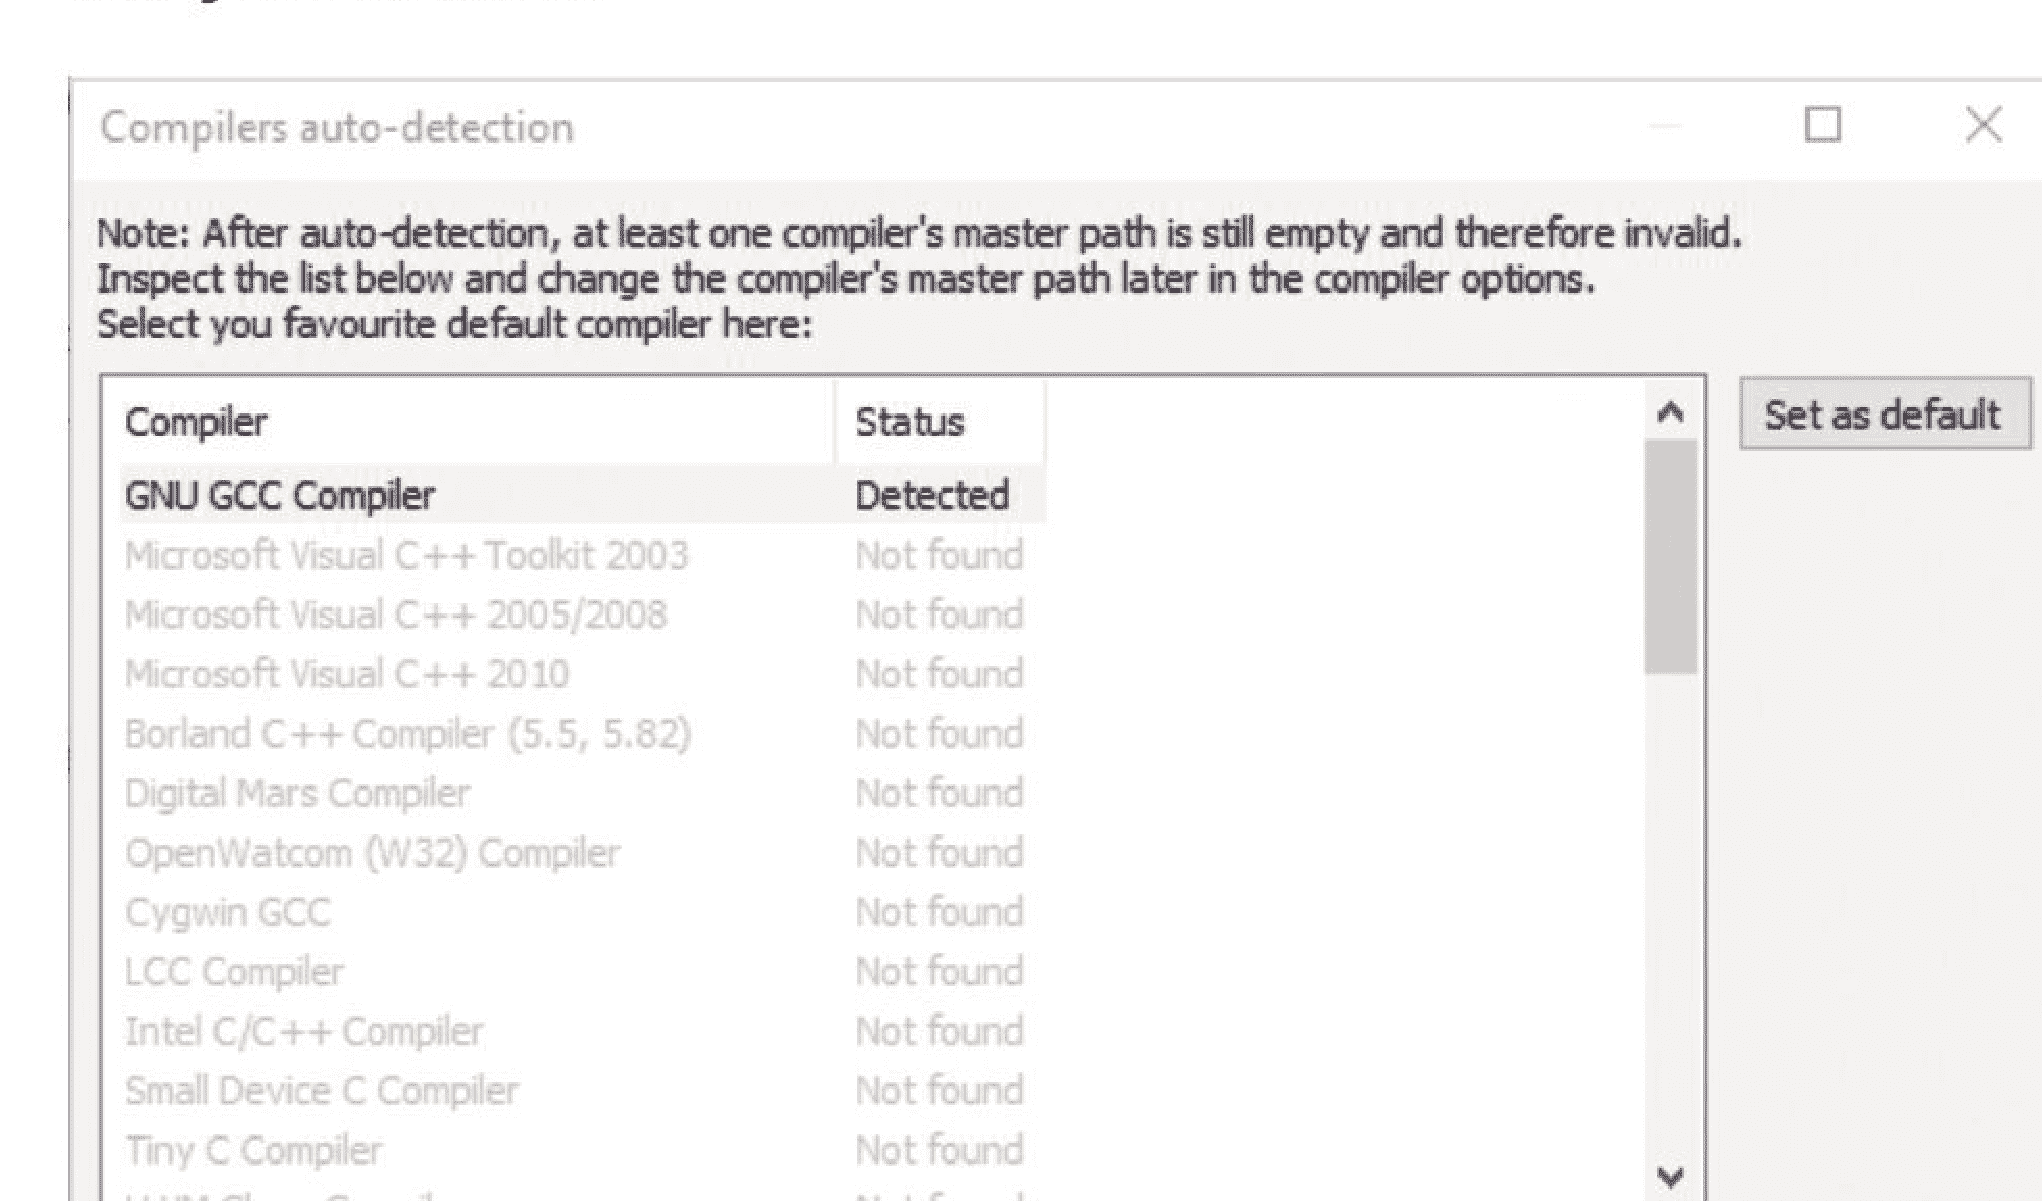 Compilers auto-detection
Note: After auto-detection, at least one compiler's master path is still empty and therefore invalid.
Inspect the list below and change the compiler's master path later in the compiler options.
Select you favourite default compiler here:
Compiler Status
Set as default
GNU GCC Compiler Detected
Microsoft Visual C++ Toolkit 2003 Not found
Microsoft Visual C++ 2005/2008 Not found
Microsoft Visual C++ 2010 Not found
Borland C++ Compiler (5.5, 5.82) Not found
Digital Mars Compiler Not found
OpenWatcom (W32) Compiler Not found
Cygwin GCC Not found
LCC Compiler Not found
Intel C/C++ Compiler Not found
Small Device C Compiler Not found
Tiny C Compiler Not found